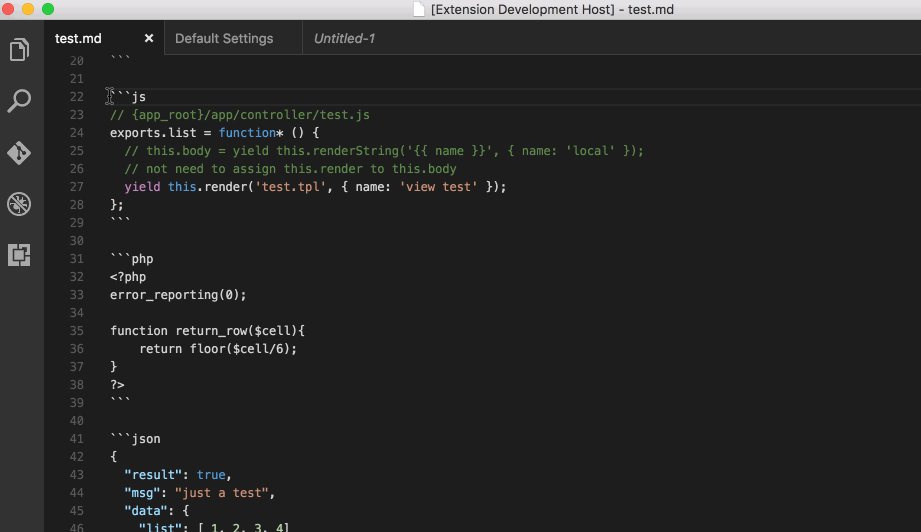 [Extension Development Host] - test.md
test.md × Default Settings Untitled-1
20 ```
21
22 ```js
23 // {app_root}/app/controller/test.js
24 exports.list = function* () {
25 // this.body = yield this.renderString('{{ name }}', { name: 'local' });
26 // not need to assign this.render to this.body
27 yield this.render('test.tpl', { name: 'view test' });
28 };
29 ```
30
31 ```php
32 <?php
33 error_reporting(0);
34
35 function return_row($cell){
36 return floor($cell/6);
37 }
38 ?>
39 ```
40
41 ```json
42 {
43 "result": true,
44 "msg": "just a test",
45 "data": {
46 "list": [ 1, 2, 3, 4]